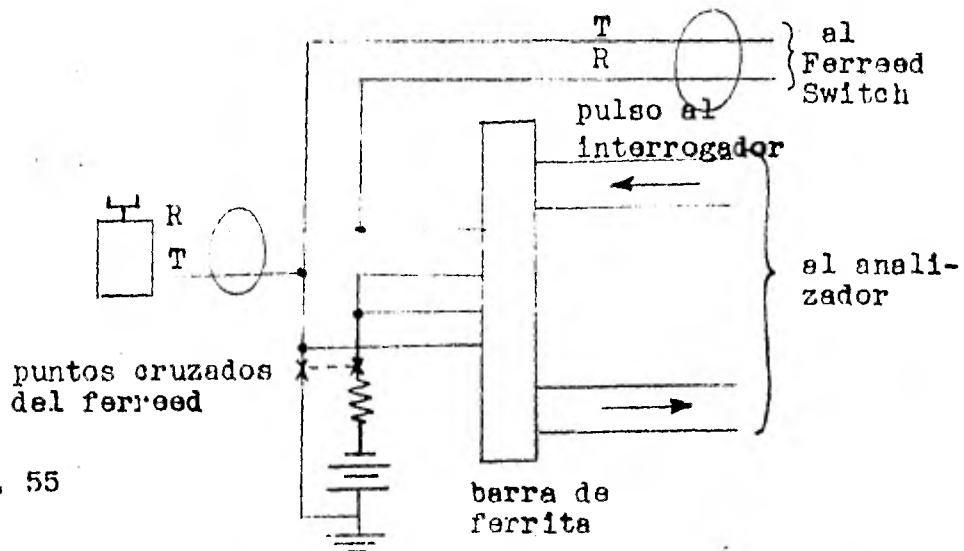 T
R
al
Ferreed
Switch
pulso al
interrogador
R
T
al anali-
zador
puntos cruzados
del ferreed
. 55
barra de
ferrita